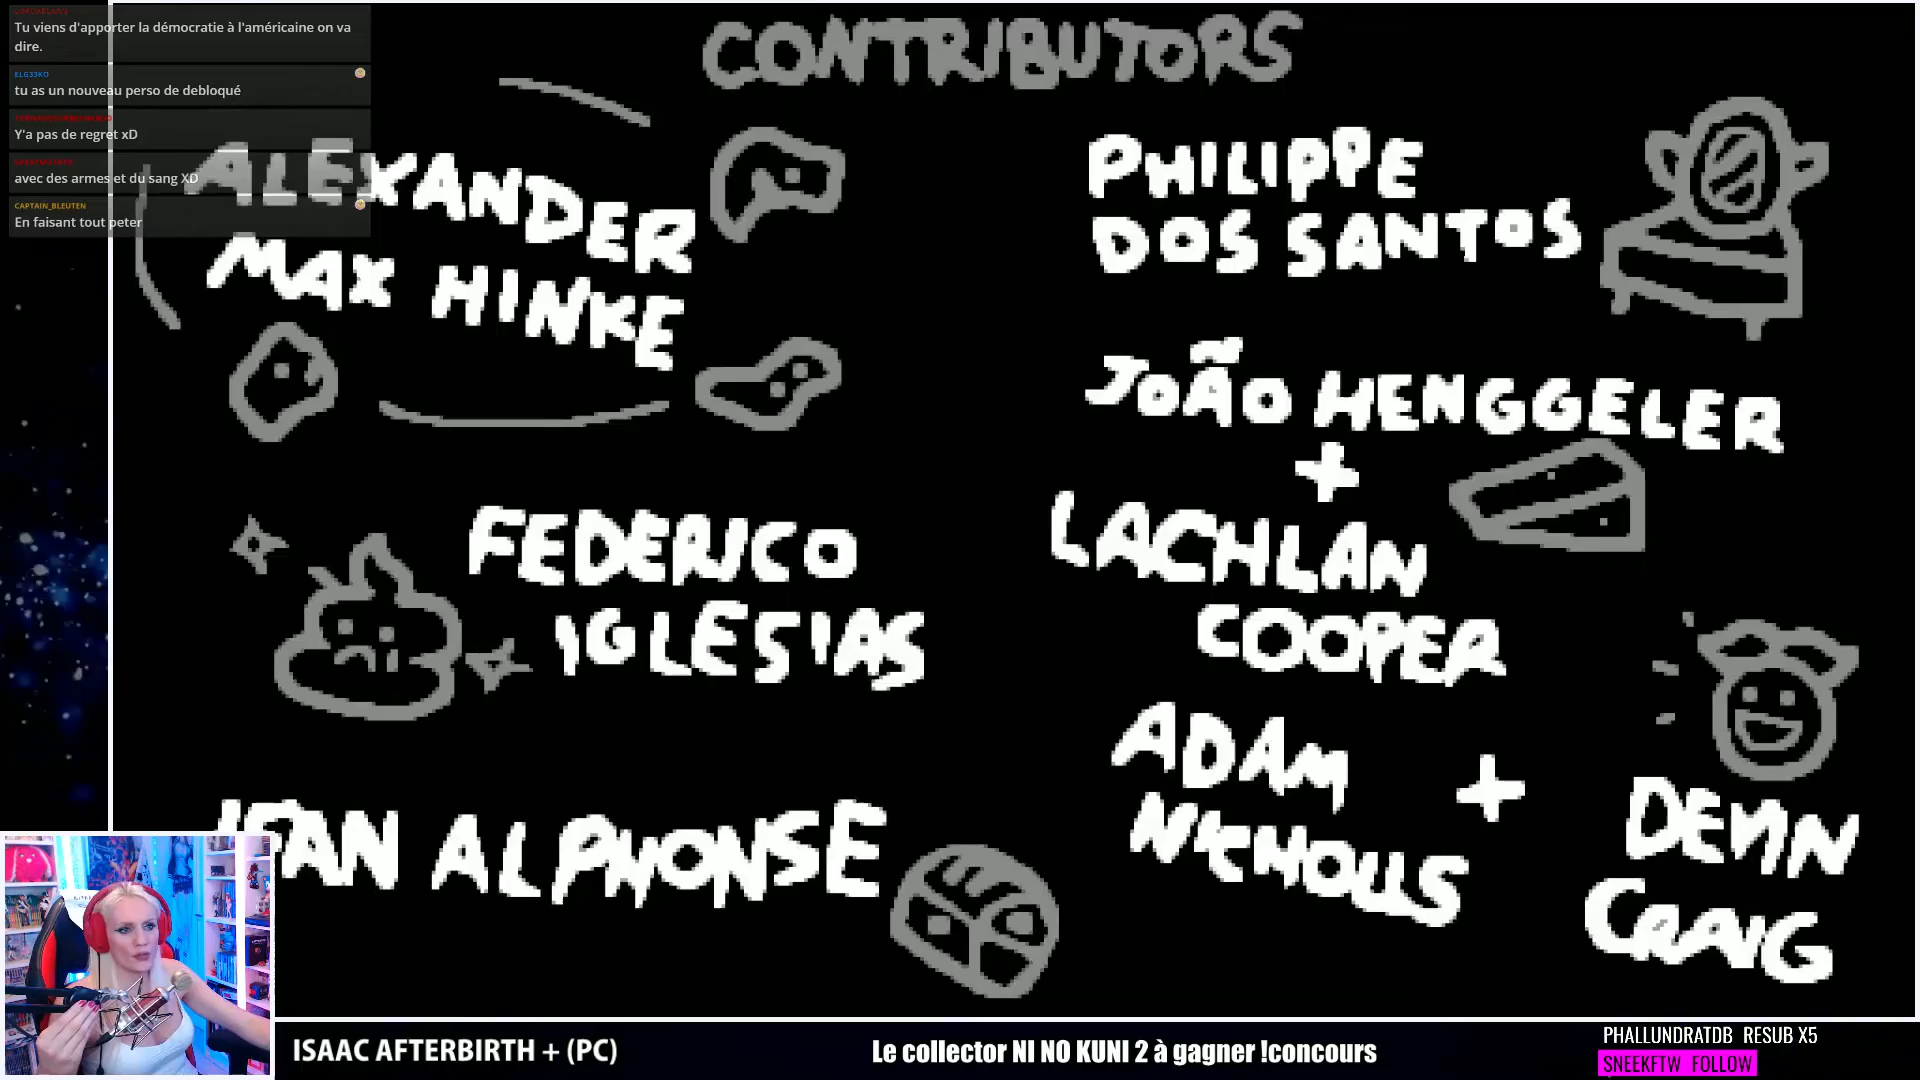 CONTRIBUTORS
Tu viens d'apporter la démocratie à l'américaine on va
dire.
ELG33KO
tu as un nouveau perso de debloqué
Y'a pas de regret xD
avec des armes et du sang XD
CAPTAIN_BLEUTEN
En faisant tout peter
ALEXANDER
MAX HINKE
PHILIPPE
DOS SANTOS
JOÃO HENGGELER
+
LACHLAN
COOPER
FEDERICO
IGLESIAS
ADAM
NICHOLLS
+
DEVIN
CRAIG
JEAN ALPHONSE
ISAAC AFTERBIRTH + (PC)
Le collector NI NO KUNI 2 à gagner !concours
PHALLUNDRATDB RESUB X5
SNEEKFTW FOLLOW